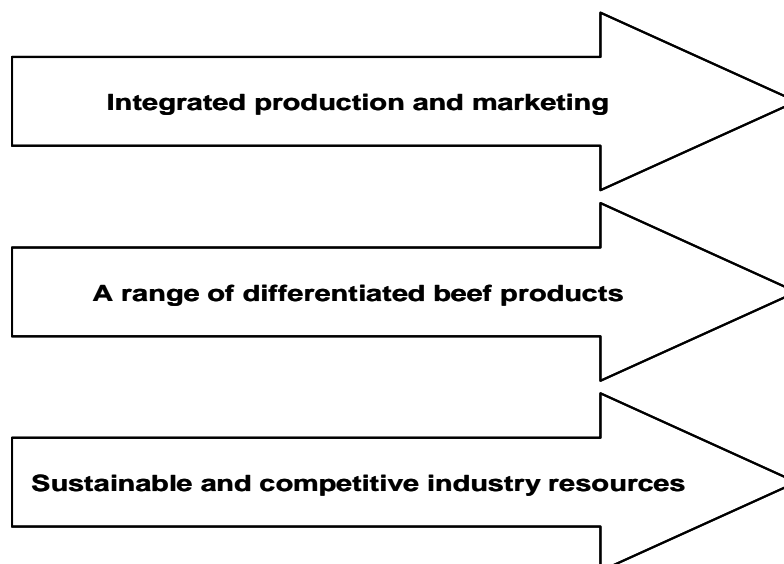 Integrated production and marketing
A range of differentiated beef products
Sustainable and competitive industry resources